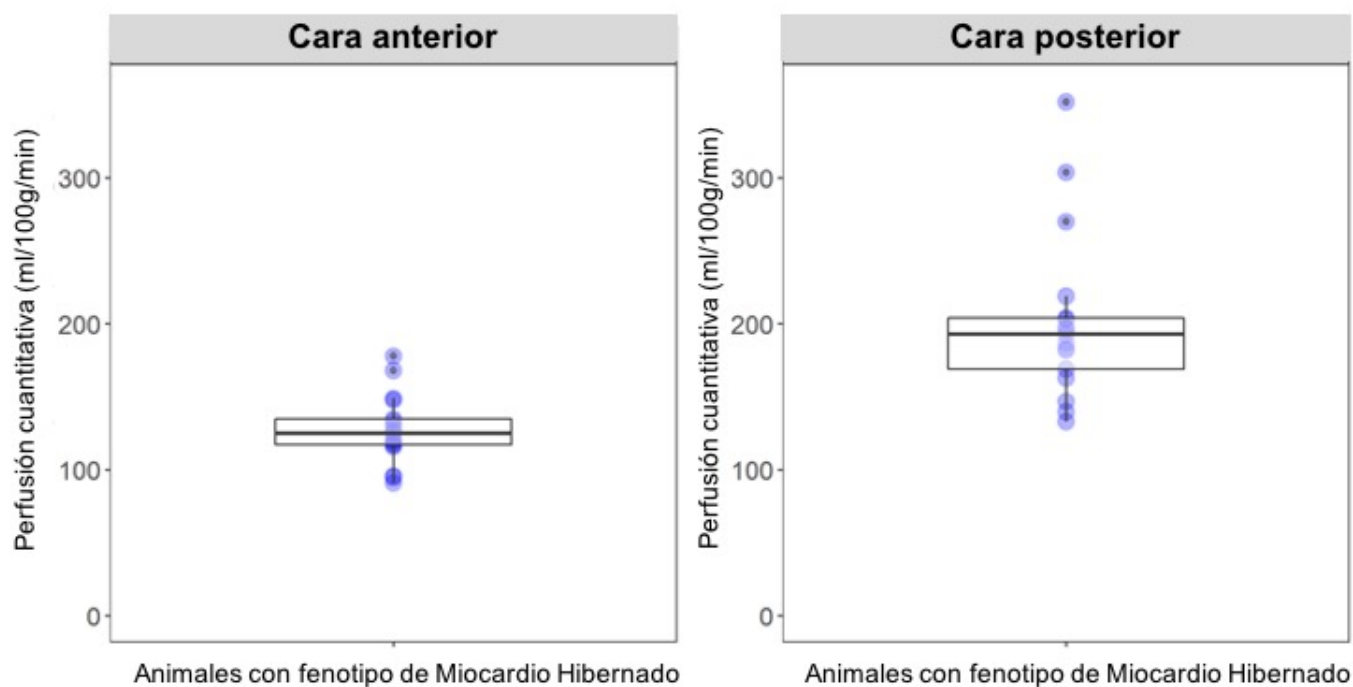 Cara anterior
Perfusión cuantitativa (ml/100g/min)
300
200
100
0
Animales con fenotipo de Miocardio Hibernado
Cara posterior
Perfusión cuantitativa (ml/100g/min)
300
200
100
0
Animales con fenotipo de Miocardio Hibernado